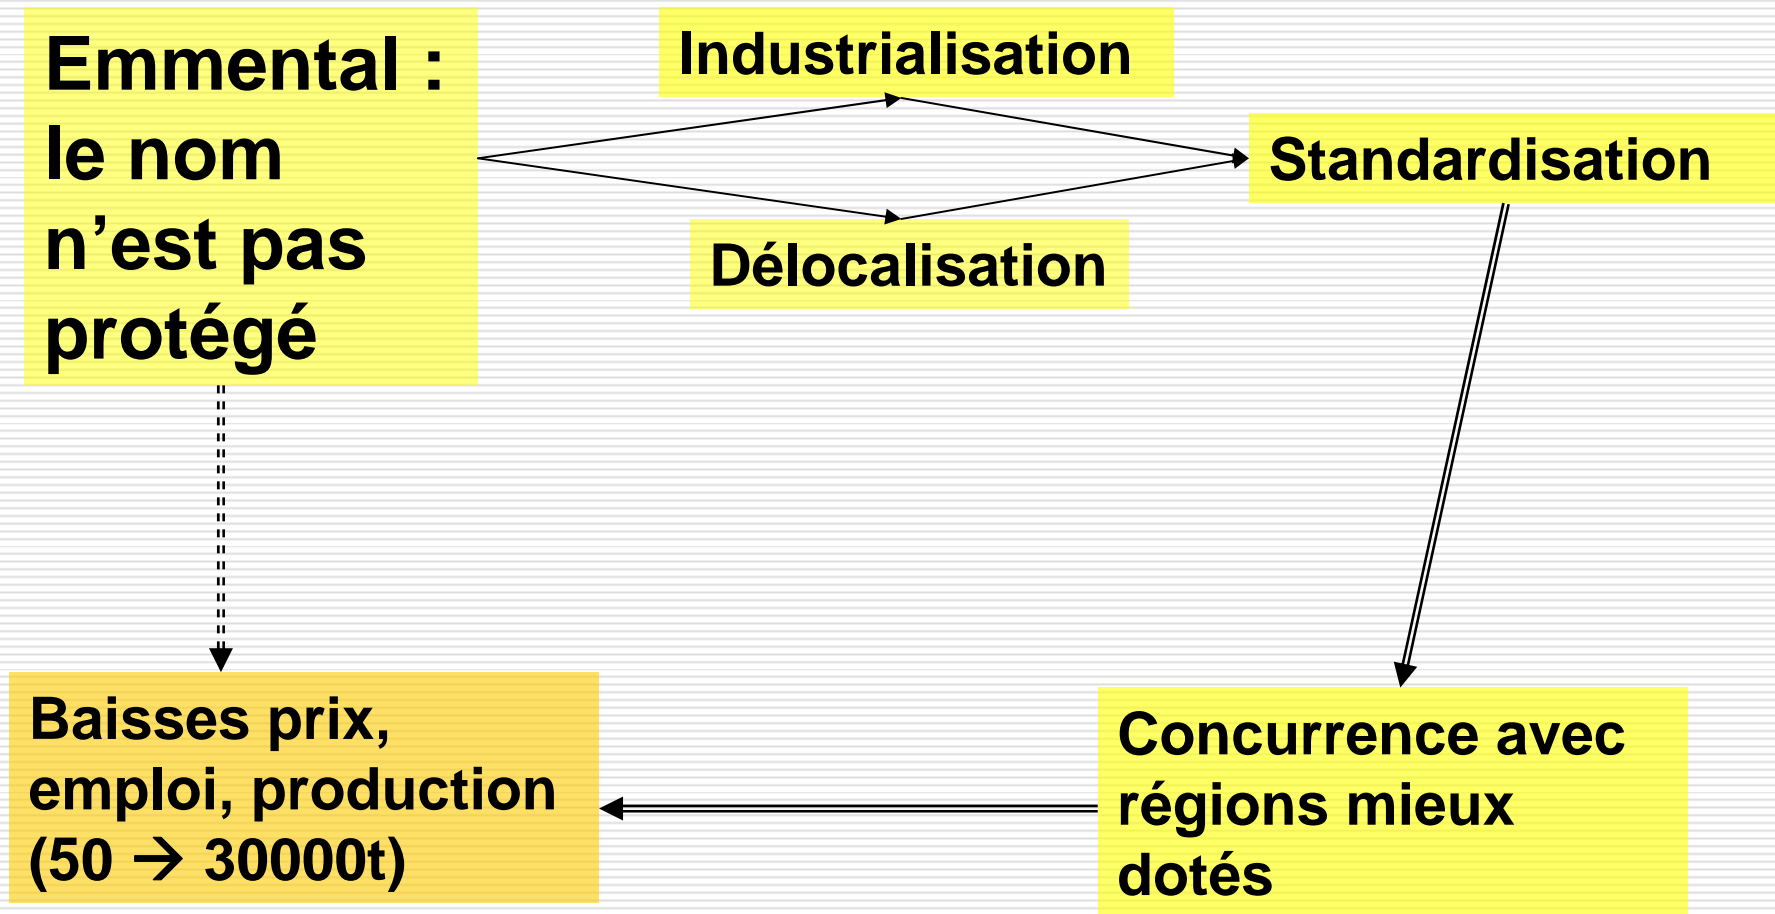 Emmental :
le nom
n’est pas
protégé
Industrialisation
Délocalisation
Standardisation
Baisses prix,
emploi, production
(50 → 30000t)
Concurrence avec
régions mieux
dotés